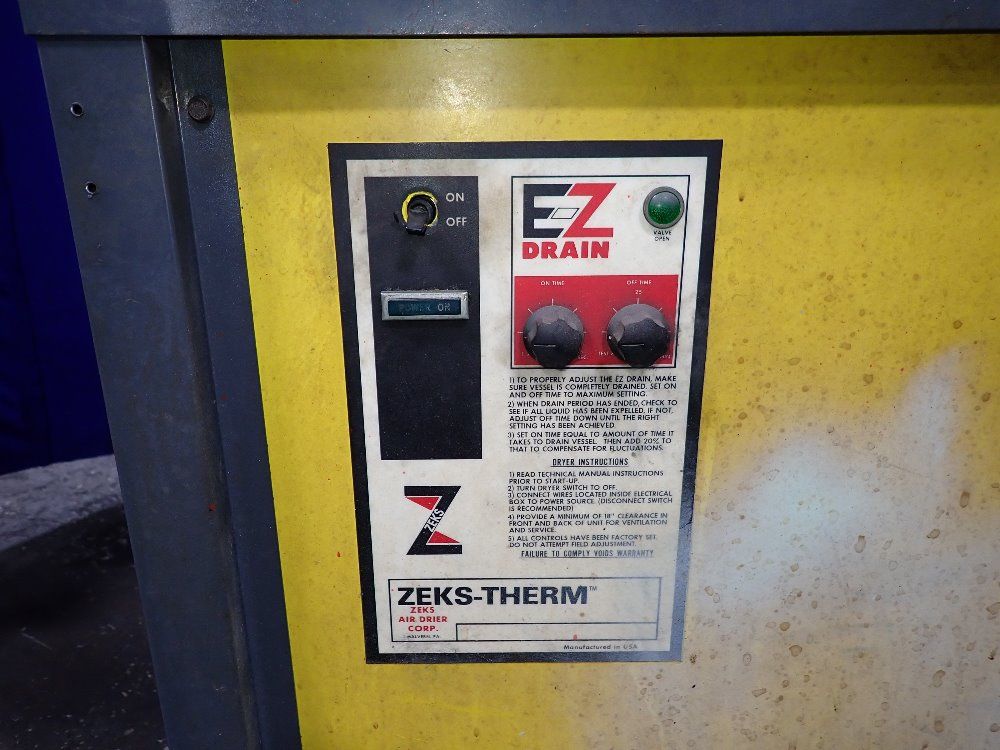 ON
OFF
POWER ON
EZ
DRAIN
VALVE
OPEN
ON TIME
OFF TIME
25
TEST
1) TO PROPERLY ADJUST THE EZ DRAIN, MAKE
SURE VESSEL IS COMPLETELY DRAINED. SET ON
AND OFF TIME TO MAXIMUM SETTING.
2) WHEN DRAIN PERIOD HAS ENDED, CHECK TO
SEE IF ALL LIQUID HAS BEEN EXPELLED. IF NOT,
ADJUST OFF TIME DOWN UNTIL THE RIGHT
SETTING HAS BEEN ACHIEVED.
3) SET ON TIME EQUAL TO AMOUNT OF TIME IT
TAKES TO DRAIN VESSEL. THEN ADD 20% TO
THAT TO COMPENSATE FOR FLUCTUATIONS.
DRYER INSTRUCTIONS
1) READ TECHNICAL MANUAL INSTRUCTIONS
PRIOR TO START-UP.
2) TURN DRYER SWITCH TO OFF.
3) CONNECT WIRES LOCATED INSIDE ELECTRICAL
BOX TO POWER SOURCE. (DISCONNECT SWITCH
IS RECOMMENDED)
4) PROVIDE A MINIMUM OF 18" CLEARANCE IN
FRONT AND BACK OF UNIT FOR VENTILATION
AND SERVICE.
5) ALL CONTROLS HAVE BEEN FACTORY SET.
DO NOT ATTEMPT FIELD ADJUSTMENT.
FAILURE TO COMPLY VOIDS WARRANTY
ZEKS
ZEKS-THERM™
ZEKS
AIR DRIER
CORP.
MALVERN, PA.
Manufactured in USA